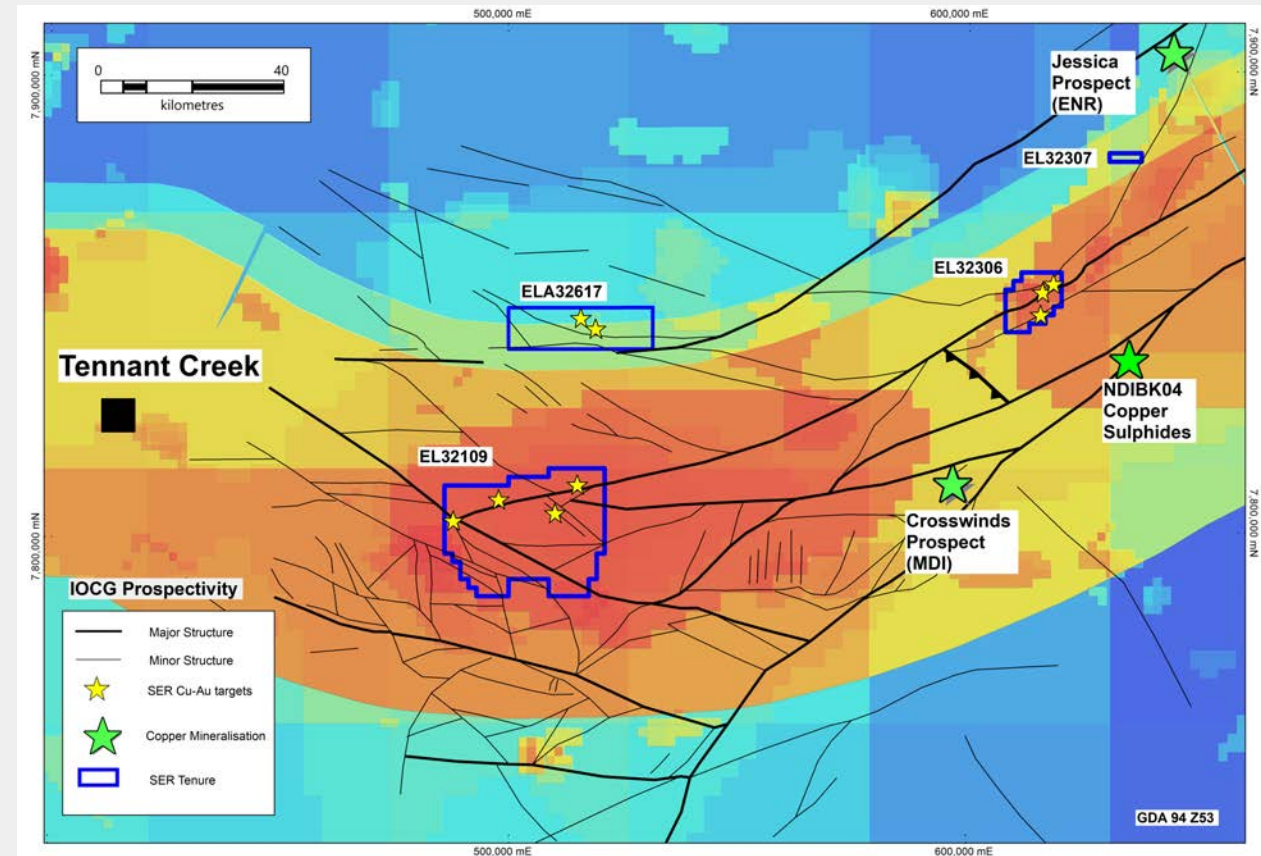 500,000 mE
600,000 mE
7,900,000 mN
7,900,000 mN
0
40
kilometres
Jessica
Prospect
(ENR)
EL32307
EL32306
ELA32617
Tennant Creek
NDIBK04
Copper
Sulphides
EL32109
Crosswinds
Prospect
(MDI)
7,800,000 mN
7,800,000 mN
IOCG Prospectivity
Major Structure
Minor Structure
SER Cu-Au targets
Copper Mineralisation
SER Tenure
GDA 94 Z53
500,000 mE
600,000 mE